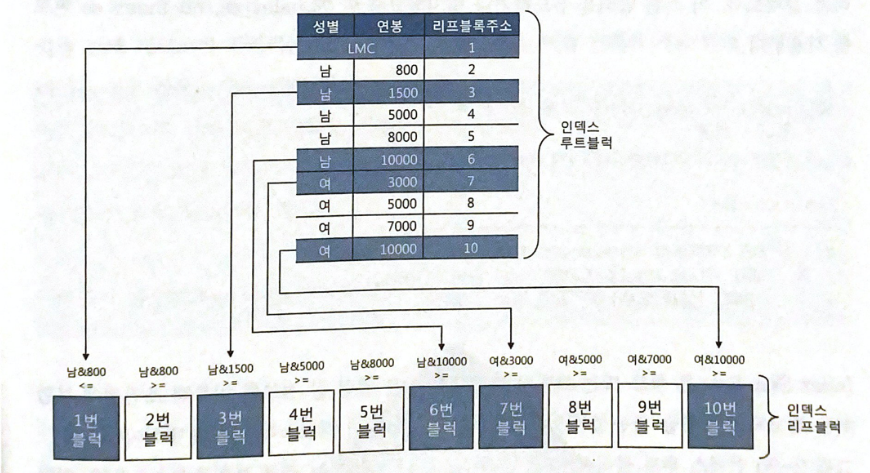 성별 연봉 리프블록주소
LMC 1
남 800 2
남 1500 3
남 5000 4
남 8000 5
남 10000 6
여 3000 7
여 5000 8
여 7000 9
여 10000 10
인덱스
루트블럭
남&800 남&800 남&1500 남&5000 남&8000 남&10000 여&3000 여&5000 여&7000 여&10000
<= >= >= >= >= >= >= >= >= >=
1번 2번 3번 4번 5번 6번 7번 8번 9번 10번
블럭 블럭 블럭 블럭 블럭 블럭 블럭 블럭 블럭 블럭
인덱스
리프블럭